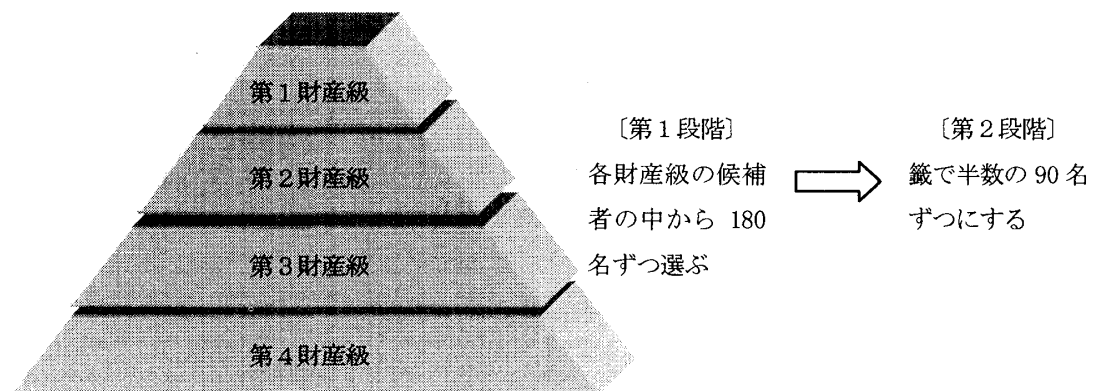 第1財産級
第2財産級
第3財産級
第4財産級
〔第1段階〕
各財産級の候補
者の中から 180
名ずつ選ぶ
〔第2段階〕
籤で半数の 90 名
ずつにする